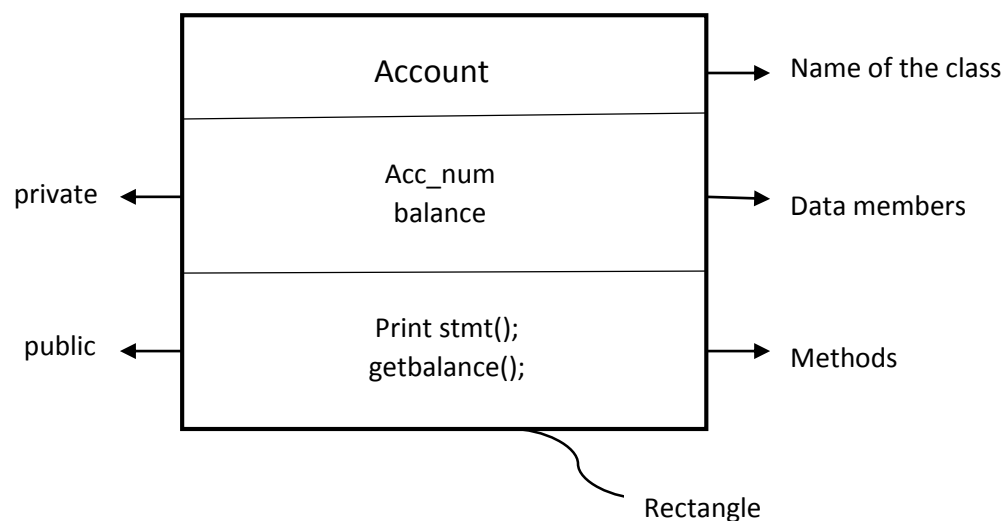 Account
Name of the class
private
Acc_num
balance
Data members
public
Print stmt();
getbalance();
Methods
Rectangle